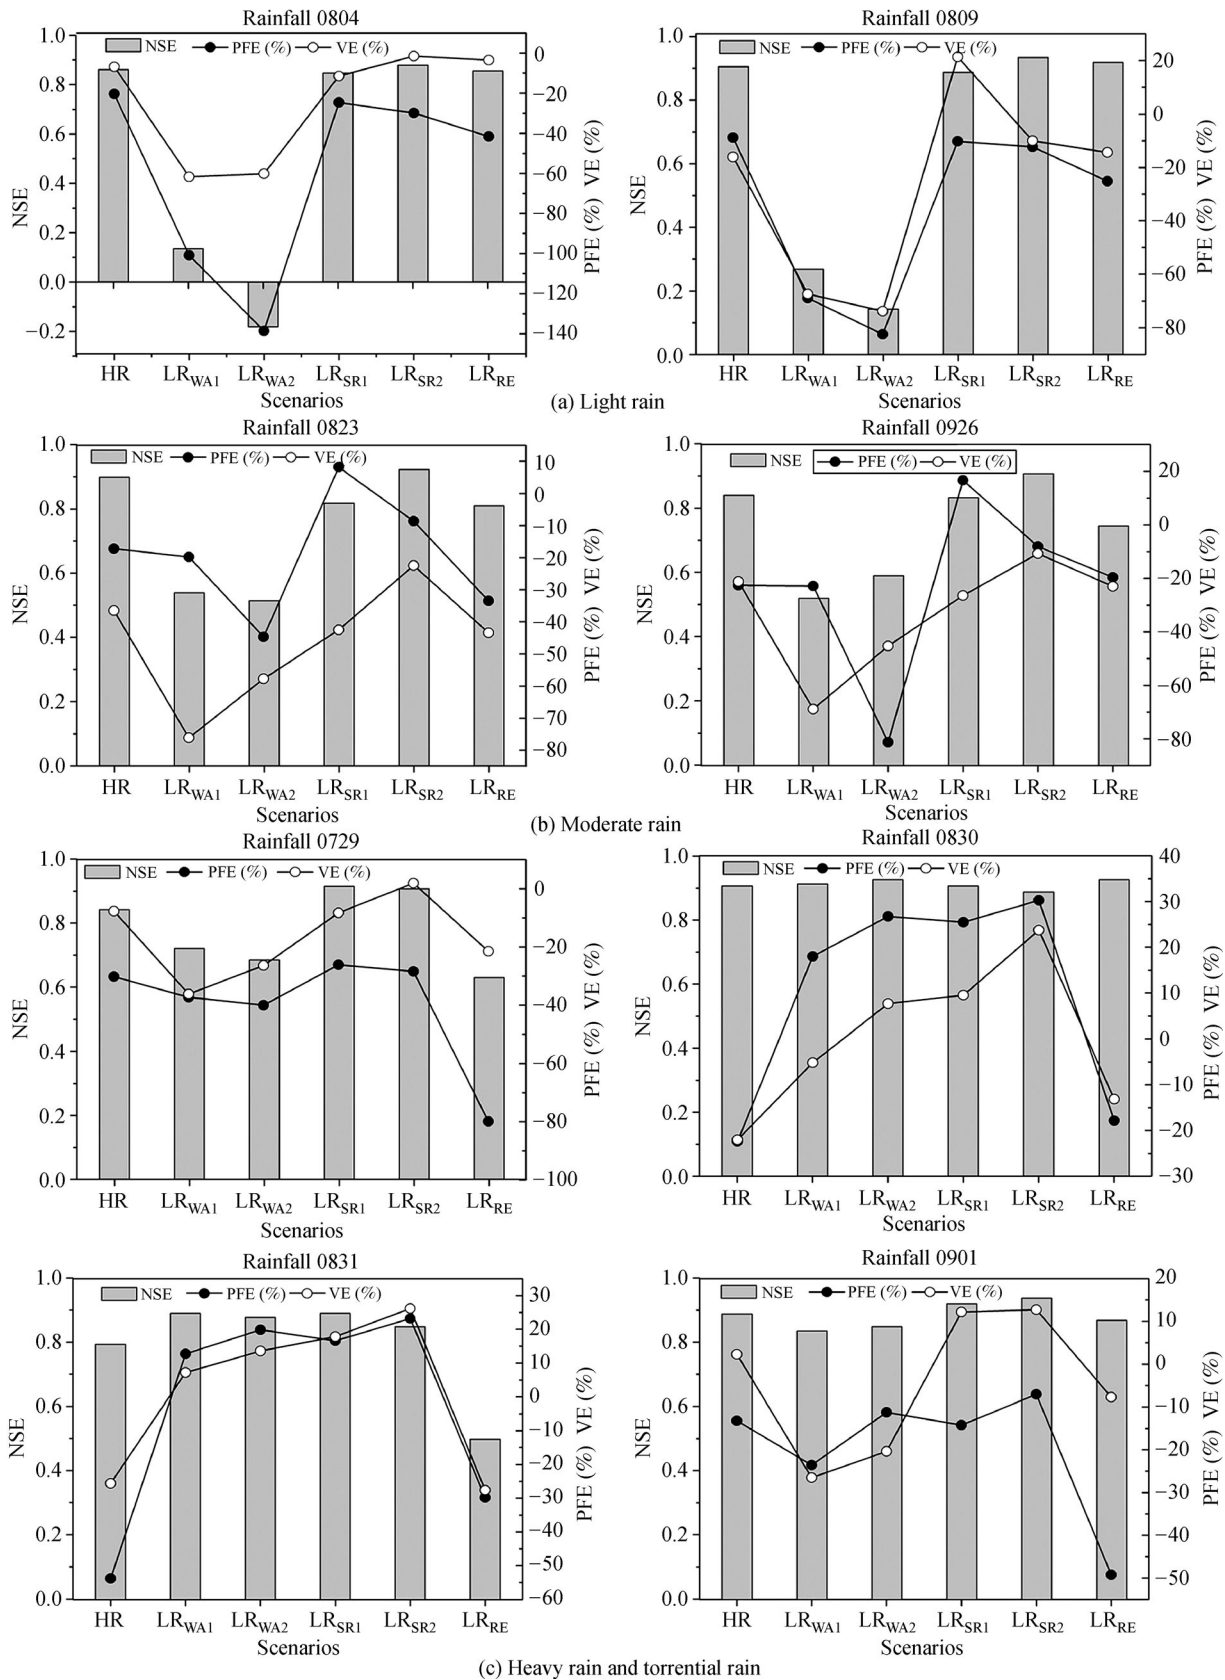 Rainfall 0804
NSE PFE (%) VE (%)
1.0
0.8
0.6
0.4
0.2
0.0
−0.2
NSE
0
−20
−40
−60
−80
−100
−120
−140
PFE (%) VE (%)
HR LRWA1 LRWA2 LRSR1 LRSR2 LRRE
Scenarios
Rainfall 0809
NSE PFE (%) VE (%)
1.0
0.8
0.6
0.4
0.2
0.0
NSE
20
0
−20
−40
−60
−80
PFE (%) VE (%)
HR LRWA1 LRWA2 LRSR1 LRSR2 LRRE
Scenarios
(a) Light rain
Rainfall 0823
NSE PFE (%) VE (%)
1.0
0.8
0.6
0.4
0.2
0.0
NSE
10
0
−10
−20
−30
−40
−50
−60
−70
−80
PFE (%) VE (%)
HR LRWA1 LRWA2 LRSR1 LRSR2 LRRE
Scenarios
Rainfall 0926
NSE PFE (%) VE (%)
1.0
0.8
0.6
0.4
0.2
0.0
NSE
20
0
−20
−40
−60
−80
PFE (%) VE (%)
HR LRWA1 LRWA2 LRSR1 LRSR2 LRRE
Scenarios
(b) Moderate rain
Rainfall 0729
NSE PFE (%) VE (%)
1.0
0.8
0.6
0.4
0.2
0.0
NSE
0
−20
−40
−60
−80
−100
PFE (%) VE (%)
HR LRWA1 LRWA2 LRSR1 LRSR2 LRRE
Scenarios
Rainfall 0830
NSE PFE (%) VE (%)
1.0
0.8
0.6
0.4
0.2
0.0
NSE
40
30
20
10
0
−10
−20
−30
PFE (%) VE (%)
HR LRWA1 LRWA2 LRSR1 LRSR2 LRRE
Scenarios
Rainfall 0831
NSE PFE (%) VE (%)
1.0
0.8
0.6
0.4
0.2
0.0
NSE
30
20
10
0
−10
−20
−30
−40
−50
−60
PFE (%) VE (%)
HR LRWA1 LRWA2 LRSR1 LRSR2 LRRE
Scenarios
Rainfall 0901
NSE PFE (%) VE (%)
1.0
0.8
0.6
0.4
0.2
0.0
NSE
20
10
0
−10
−20
−30
−40
−50
PFE (%) VE (%)
HR LRWA1 LRWA2 LRSR1 LRSR2 LRRE
Scenarios
(c) Heavy rain and torrential rain